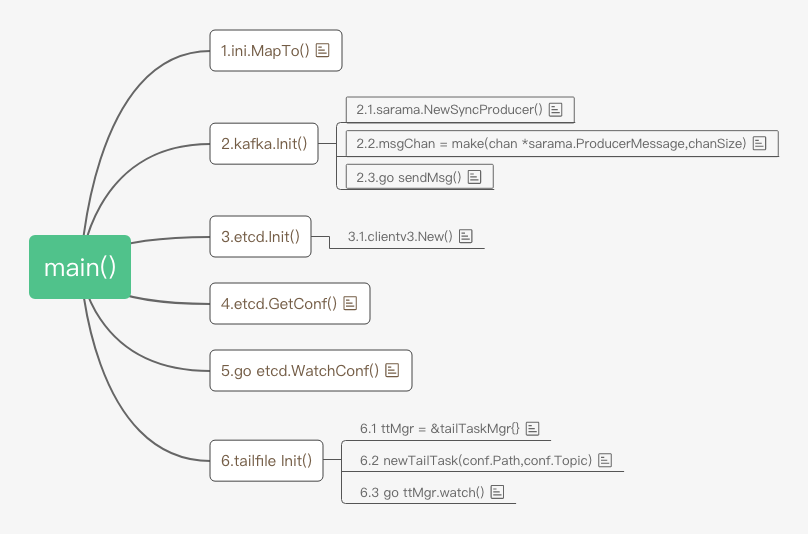 main()
1.ini.MapTo()
2.kafka.Init()
2.1.sarama.NewSyncProducer()
2.2.msgChan = make(chan *sarama.ProducerMessage,chanSize)
2.3.go sendMsg()
3.etcd.Init()
3.1.clientv3.New()
4.etcd.GetConf()
5.go etcd.WatchConf()
6.tailfile Init()
6.1 ttMgr = &tailTaskMgr{}
6.2 newTailTask(conf.Path,conf.Topic)
6.3 go ttMgr.watch()